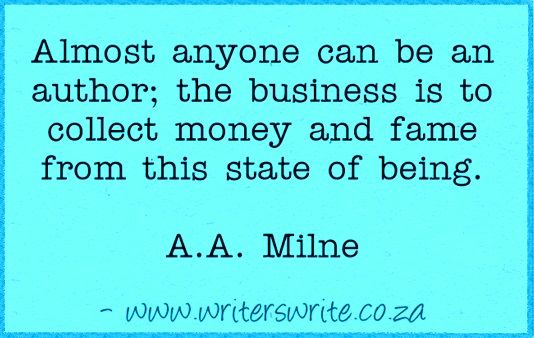 Almost anyone can be an
author; the business is to
collect money and fame
from this state of being.
A.A. Milne
- www.writerswrite.co.za